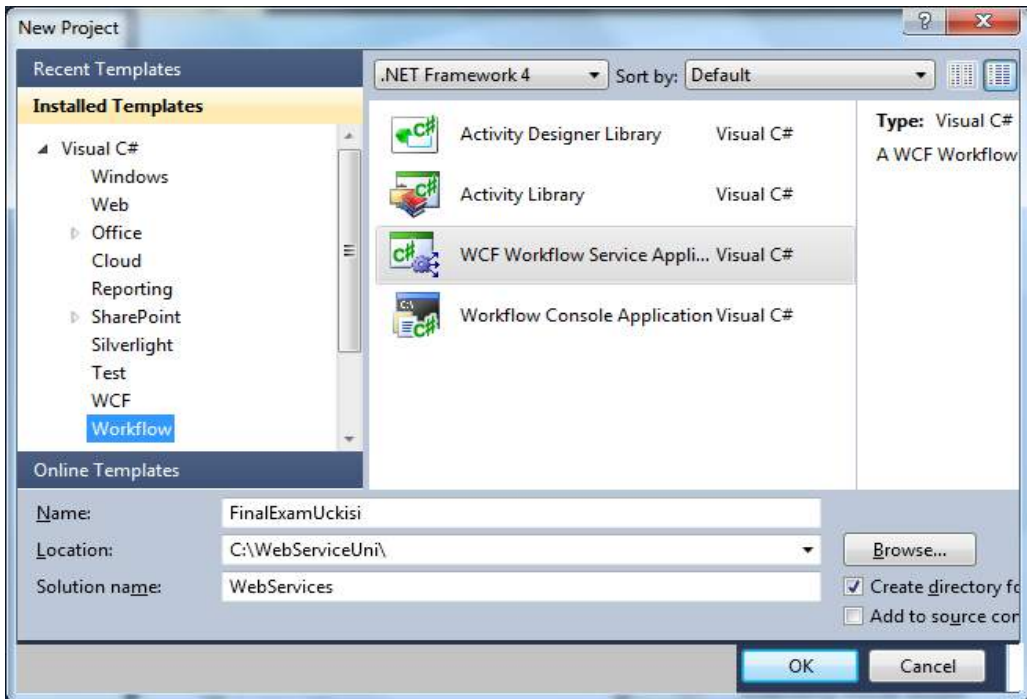 New Project
Recent Templates
Installed Templates
Visual C#
Windows
Web
Office
Cloud
Reporting
SharePoint
Silverlight
Test
WCF
Workflow
Online Templates
.NET Framework 4
Sort by: Default
Activity Designer Library Visual C#
Activity Library Visual C#
WCF Workflow Service Appli... Visual C#
Workflow Console Application Visual C#
Type: Visual C#
A WCF Workflow
Name: FinalExamUckisi
Location: C:\WebServiceUni\
Browse...
Solution name: WebServices
Create directory fo
Add to source con
OK Cancel